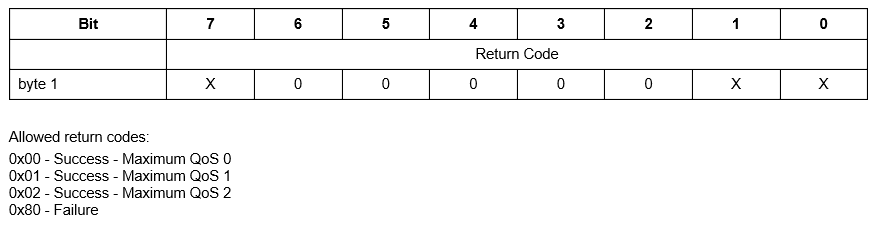 Bit 7 6 5 4 3 2 1 0
Return Code
byte 1 X 0 0 0 0 0 X X
Allowed return codes:
0x00 - Success - Maximum QoS 0
0x01 - Success - Maximum QoS 1
0x02 - Success - Maximum QoS 2
0x80 - Failure